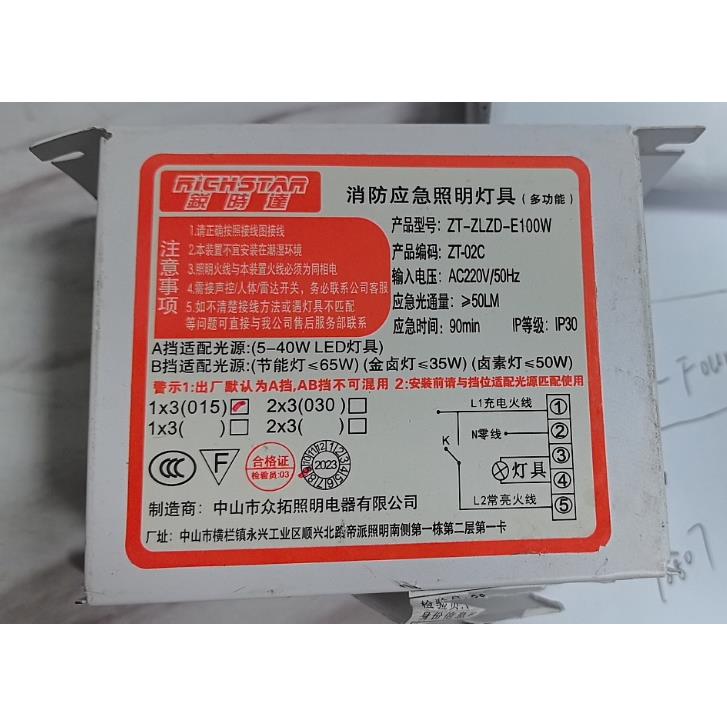 RICHSTAR
銳時達
消防应急照明灯具(多功能)
注意事项
1.请正确按照接线图接线
2.本装置不宜安装在潮湿环境
3.照明火线与本装置火线必须为同相电
4.需接声控/人体/雷达开关，务必联系公司客服
5.如不清楚接线方法或遇灯具不匹配
等问题可直接与我公司售后服务部联系
产品型号: ZT-ZLZD-E100W
产品编码: ZT-02C
输入电压: AC220V/50Hz
应急光通量: ≥50LM
应急时间: 90min IP等级: IP30
A挡适配光源:(5-40W LED灯具)
B挡适配光源:(节能灯≤65W)(金卤灯≤35W)(卤素灯≤50W)
警示1:出厂默认为A挡,AB挡不可混用 2:安装前请与挡位适配光源匹配使用
1x3(015) 2x3(030)
1x3( ) 2x3( )
CCC
F
合格证
检验员:03
2023
L1充电火线 ①
N零线 ②
K
③
灯具 ④
L2常亮火线 ⑤
制造商: 中山市众拓照明电器有限公司
厂址: 中山市横栏镇永兴工业区顺兴北路帝派照明南侧第一栋第二层第一卡